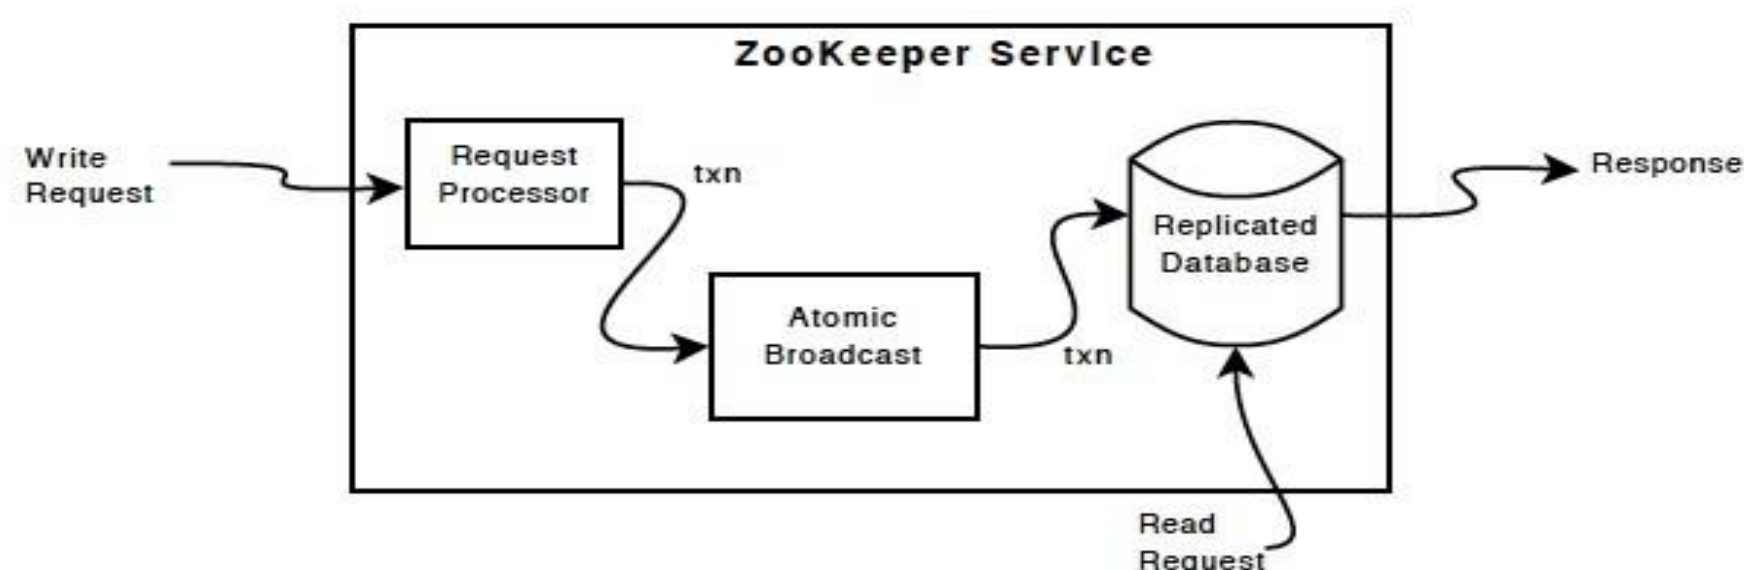 ZooKeeper Service
Write
Request
Request
Processor
txn
Atomic
Broadcast
txn
Replicated
Database
Response
Read
Request